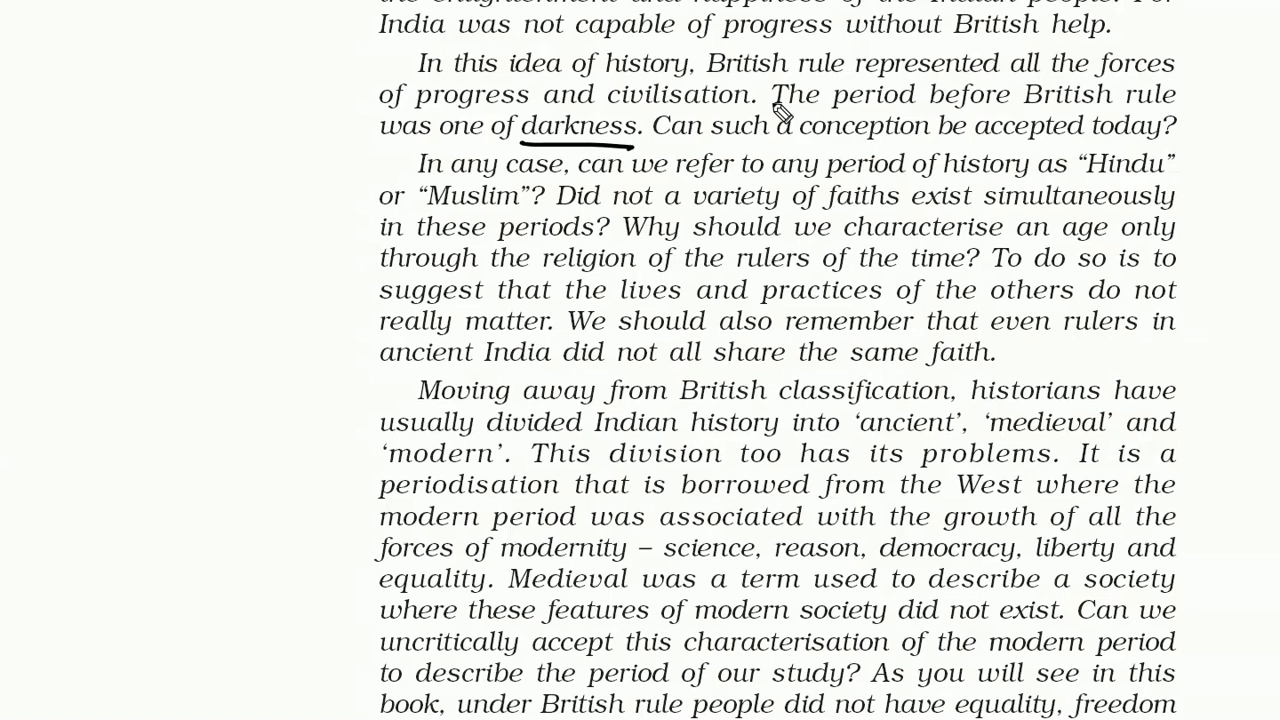 the enlightenment and happiness of the Indian people. For
India was not capable of progress without British help.
In this idea of history, British rule represented all the forces
of progress and civilisation. The period before British rule
was one of darkness. Can such a conception be accepted today?
In any case, can we refer to any period of history as “Hindu”
or “Muslim”? Did not a variety of faiths exist simultaneously
in these periods? Why should we characterise an age only
through the religion of the rulers of the time? To do so is to
suggest that the lives and practices of the others do not
really matter. We should also remember that even rulers in
ancient India did not all share the same faith.
Moving away from British classification, historians have
usually divided Indian history into ‘ancient’, ‘medieval’ and
‘modern’. This division too has its problems. It is a
periodisation that is borrowed from the West where the
modern period was associated with the growth of all the
forces of modernity – science, reason, democracy, liberty and
equality. Medieval was a term used to describe a society
where these features of modern society did not exist. Can we
uncritically accept this characterisation of the modern period
to describe the period of our study? As you will see in this
book, under British rule people did not have equality, freedom